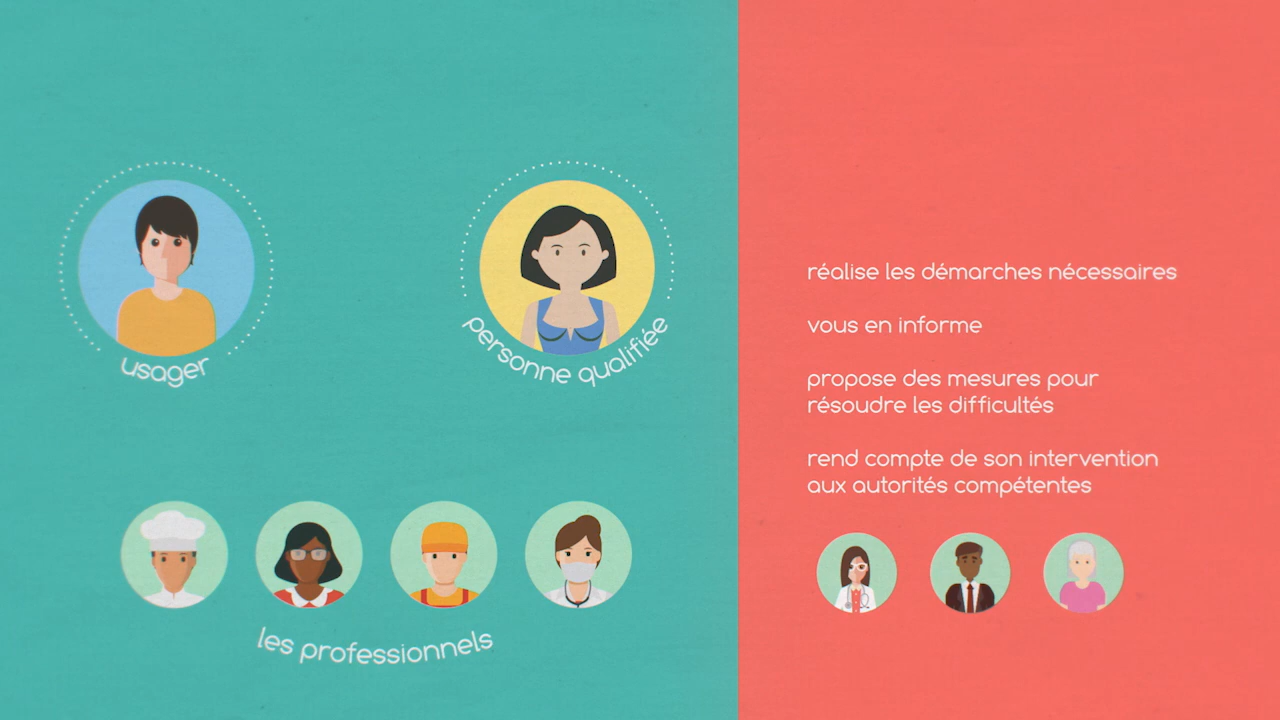 usager
personne qualifiée
les professionnels
réalise les démarches nécessaires
vous en informe
propose des mesures pour
résoudre les difficultés
rend compte de son intervention
aux autorités compétentes